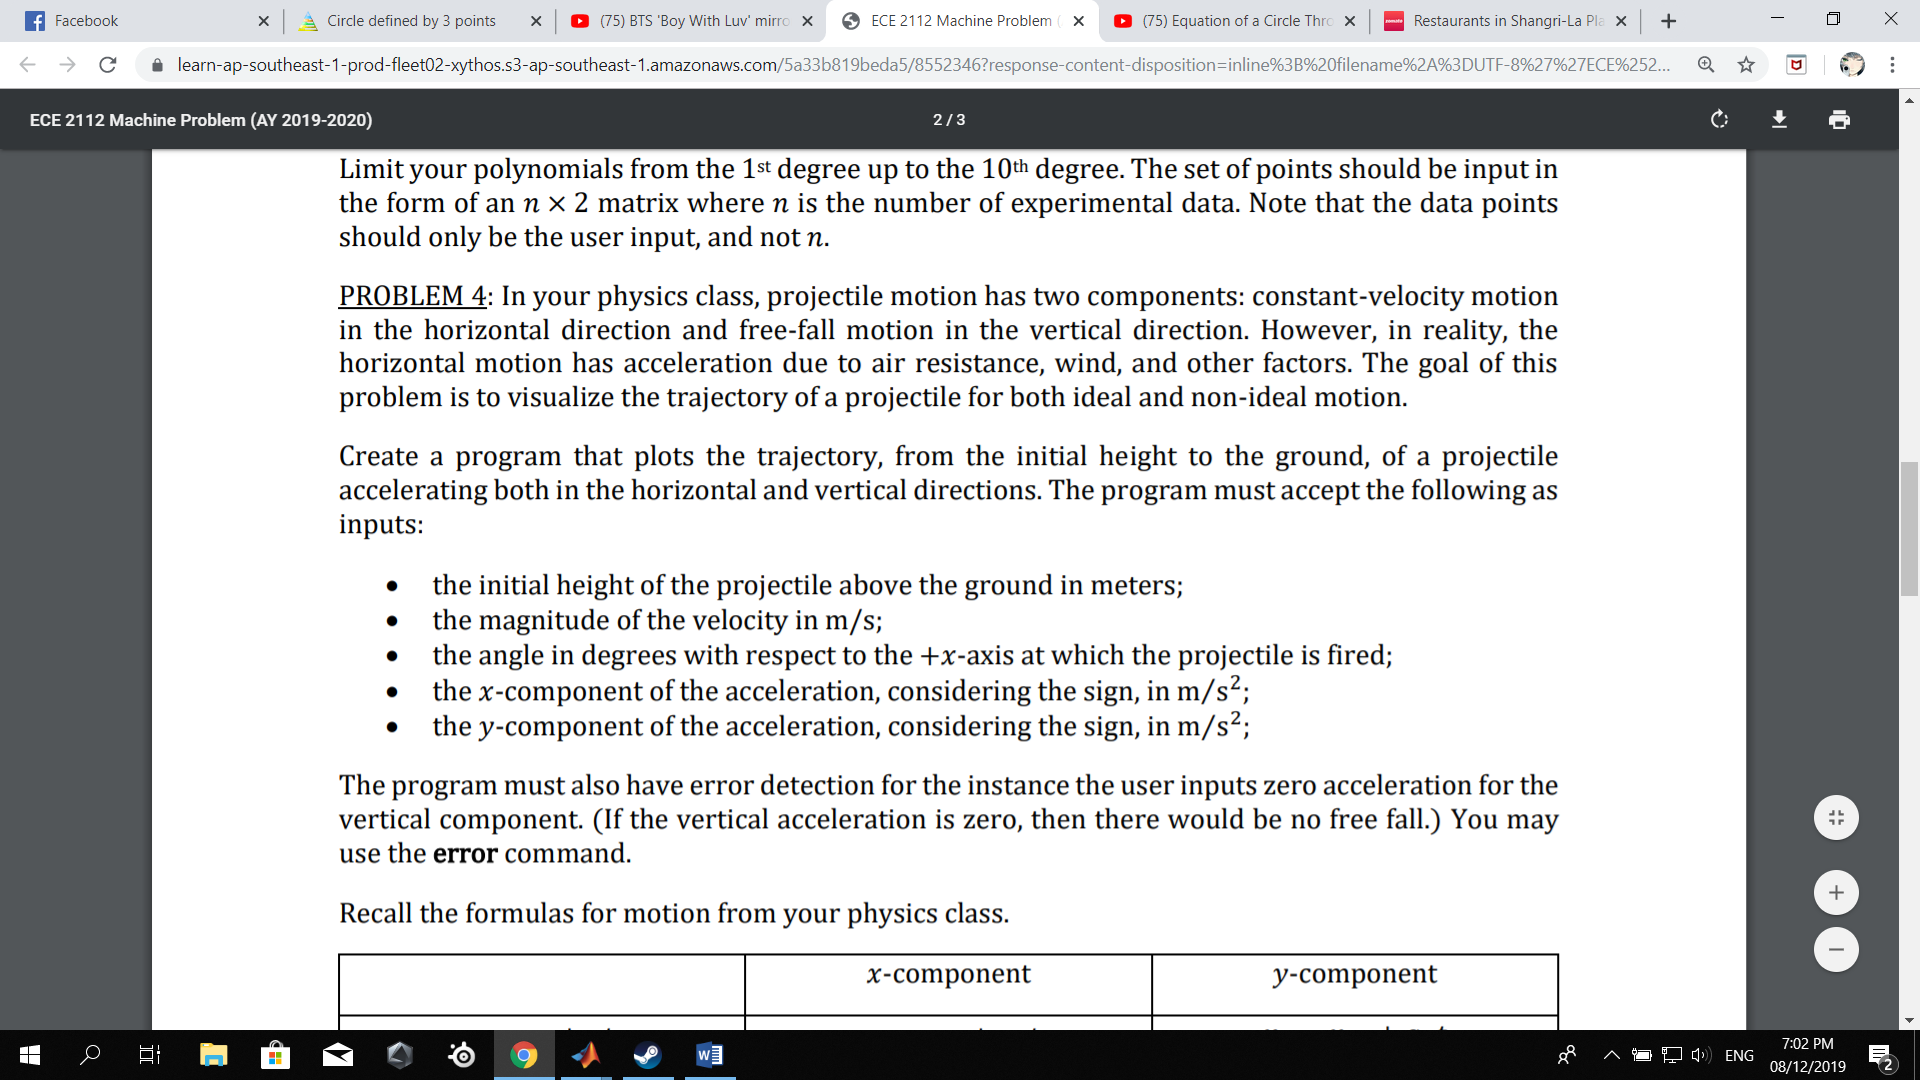 Facebook
Circle defined by 3 points
(75) BTS 'Boy With Luv' mirro
ECE 2112 Machine Problem (
(75) Equation of a Circle Thro
Restaurants in Shangri-La Pla
learn-ap-southeast-1-prod-fleet02-xythos.s3-ap-southeast-1.amazonaws.com/5a33b819beda5/8552346?response-content-disposition=inline%3B%20filename%2A%3DUTF-8%27%27ECE%252...
ECE 2112 Machine Problem (AY 2019-2020)
2 / 3
Limit your polynomials from the 1st degree up to the 10th degree. The set of points should be input in
the form of an n × 2 matrix where n is the number of experimental data. Note that the data points
should only be the user input, and not n.
PROBLEM 4: In your physics class, projectile motion has two components: constant-velocity motion
in the horizontal direction and free-fall motion in the vertical direction. However, in reality, the
horizontal motion has acceleration due to air resistance, wind, and other factors. The goal of this
problem is to visualize the trajectory of a projectile for both ideal and non-ideal motion.
Create a program that plots the trajectory, from the initial height to the ground, of a projectile
accelerating both in the horizontal and vertical directions. The program must accept the following as
inputs:
• the initial height of the projectile above the ground in meters;
• the magnitude of the velocity in m/s;
• the angle in degrees with respect to the +x-axis at which the projectile is fired;
• the x-component of the acceleration, considering the sign, in m/s²;
• the y-component of the acceleration, considering the sign, in m/s²;
The program must also have error detection for the instance the user inputs zero acceleration for the
vertical component. (If the vertical acceleration is zero, then there would be no free fall.) You may
use the error command.
Recall the formulas for motion from your physics class.
x-component
y-component
ENG
7:02 PM
08/12/2019
2